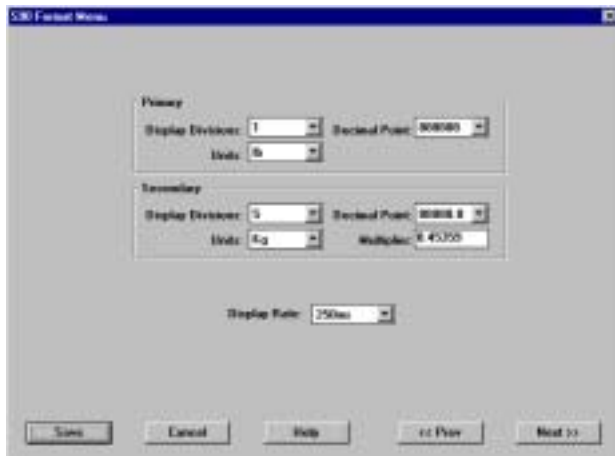 Format Menu
Primary
Display Divisions: 1 Decimal Point: 000000
Units: lb
Secondary
Display Divisions: 5 Decimal Point: 00000.0
Units: Kg Multiplier: 0.45359
Display Rate: 250ms
Save Cancel Help << Prev Next >>